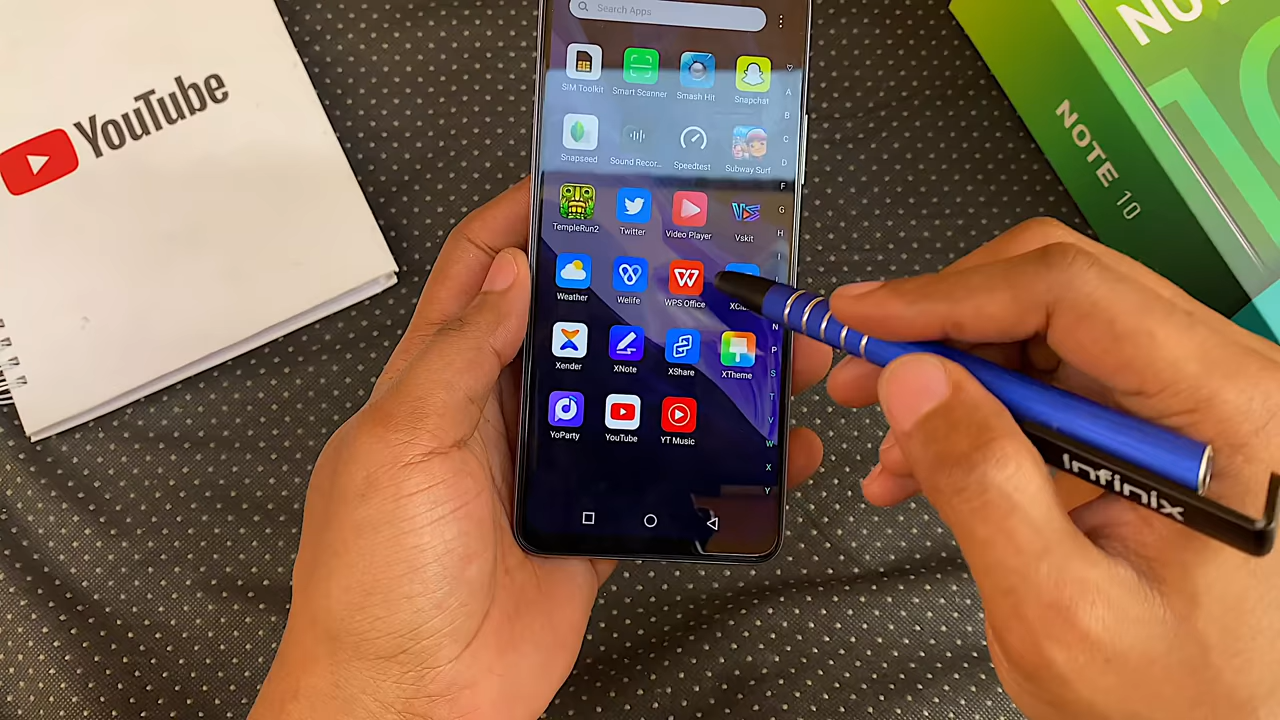 YouTube
Search Apps
SIM Toolkit
Smart Scanner
Smash Hit
Snapchat
Snapseed
Sound Recor...
Speedtest
Subway Surf
TempleRun2
Twitter
Video Player
Vskit
Weather
Welife
WPS Office
Xender
XNote
XShare
XTheme
YoParty
YouTube
YT Music
A
B
C
D
F
G
H
I
N
P
S
T
V
W
X
Y
NOTE 10
10
Infinix